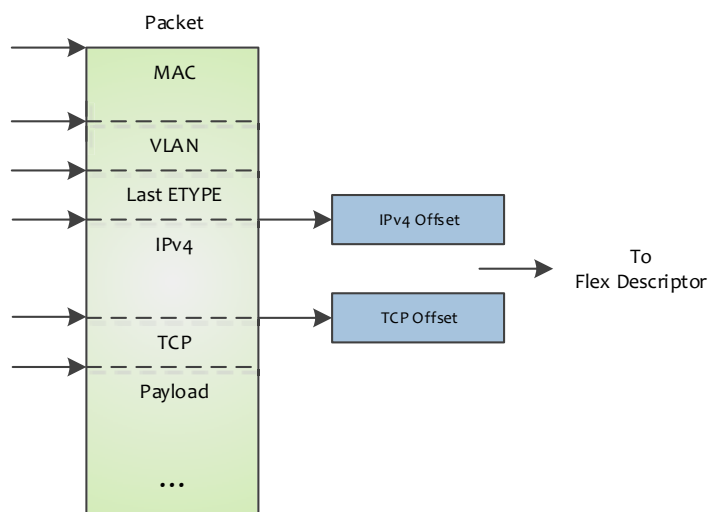 Packet
MAC
VLAN
Last ETYPE
IPv4
TCP
Payload
...
IPv4 Offset
TCP Offset
To
Flex Descriptor